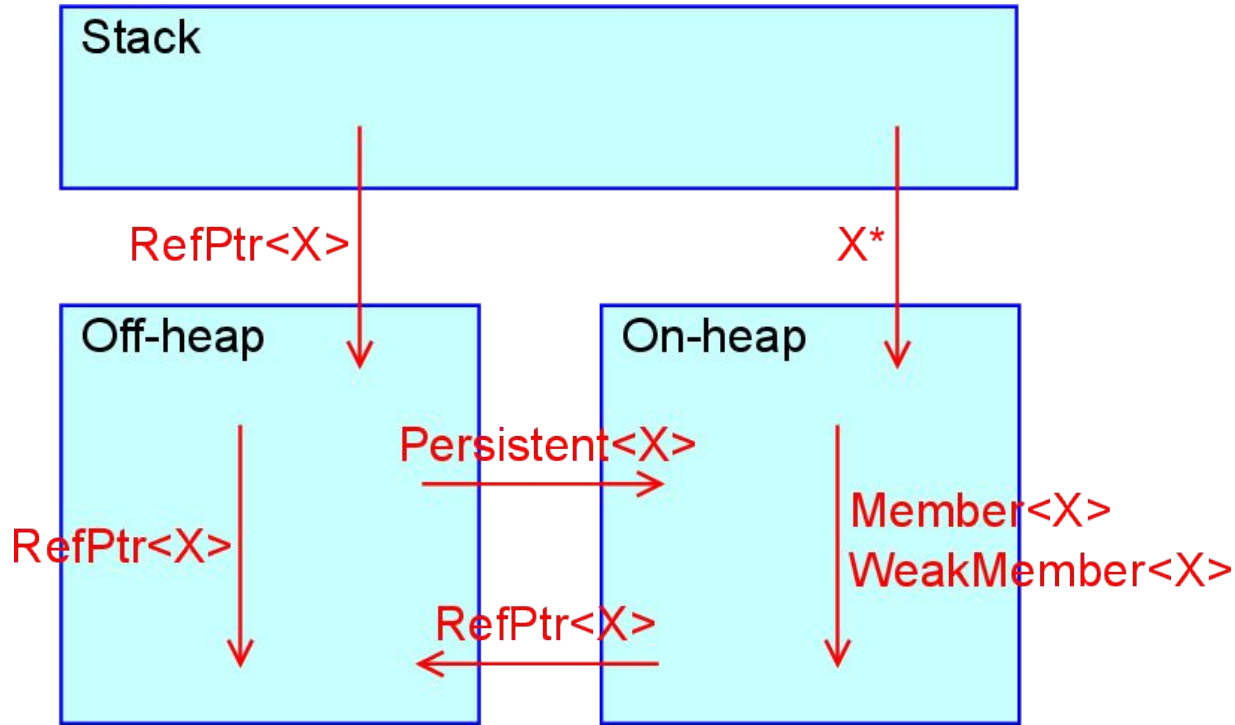 Stack
RefPtr<X>
X*
Off-heap
On-heap
Persistent<X>
RefPtr<X>
Member<X>
WeakMember<X>
RefPtr<X>